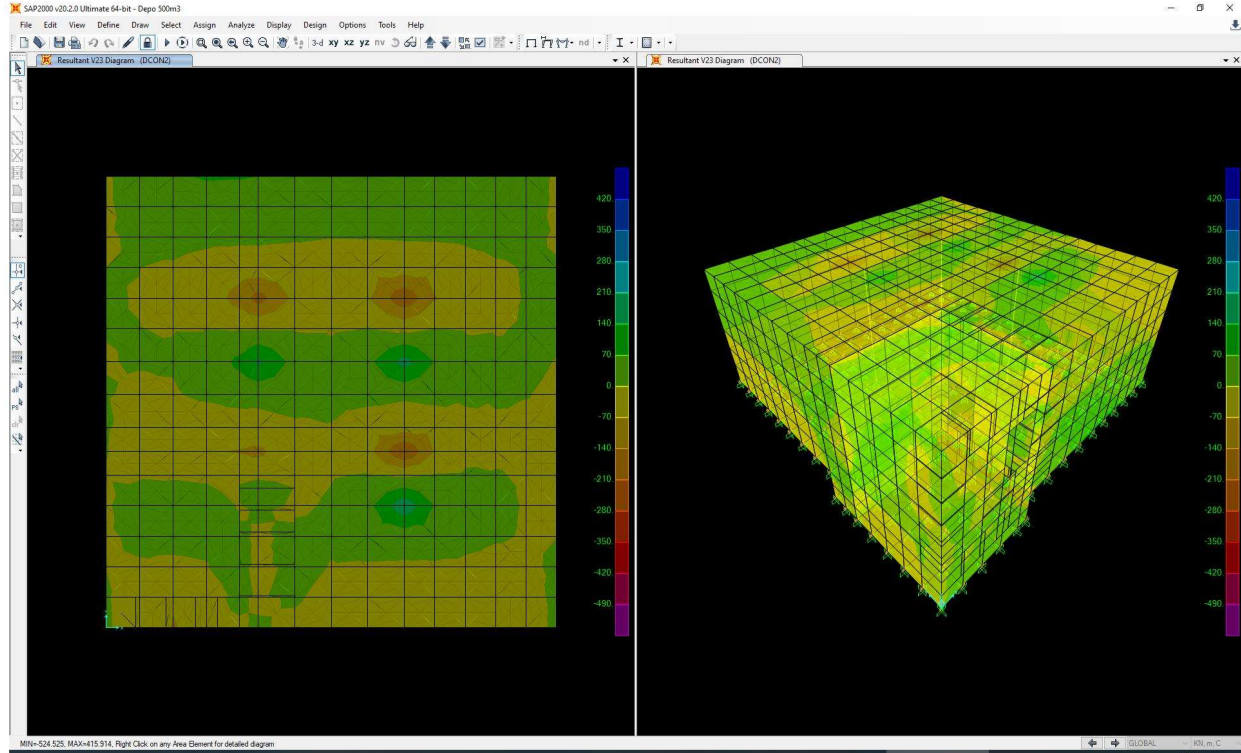 SAP2000 v20.2.0 Ultimate 64-bit - Depo 500m3
File Edit View Define Draw Select Assign Analyze Display Design Options Tools Help
3-d xy xz yz nv nd
Resultant V23 Diagram (DCON2)
Resultant V23 Diagram (DCON2)
all
PS
clr
420
350
280
210
140
70
0
-70
-140
-210
-280
-350
-420
-490
420
350
280
210
140
70
0
-70
-140
-210
-280
-350
-420
-490
MIN=-524.525, MAX=415.914, Right Click on any Area Element for detailed diagram
GLOBAL
KN, m, C